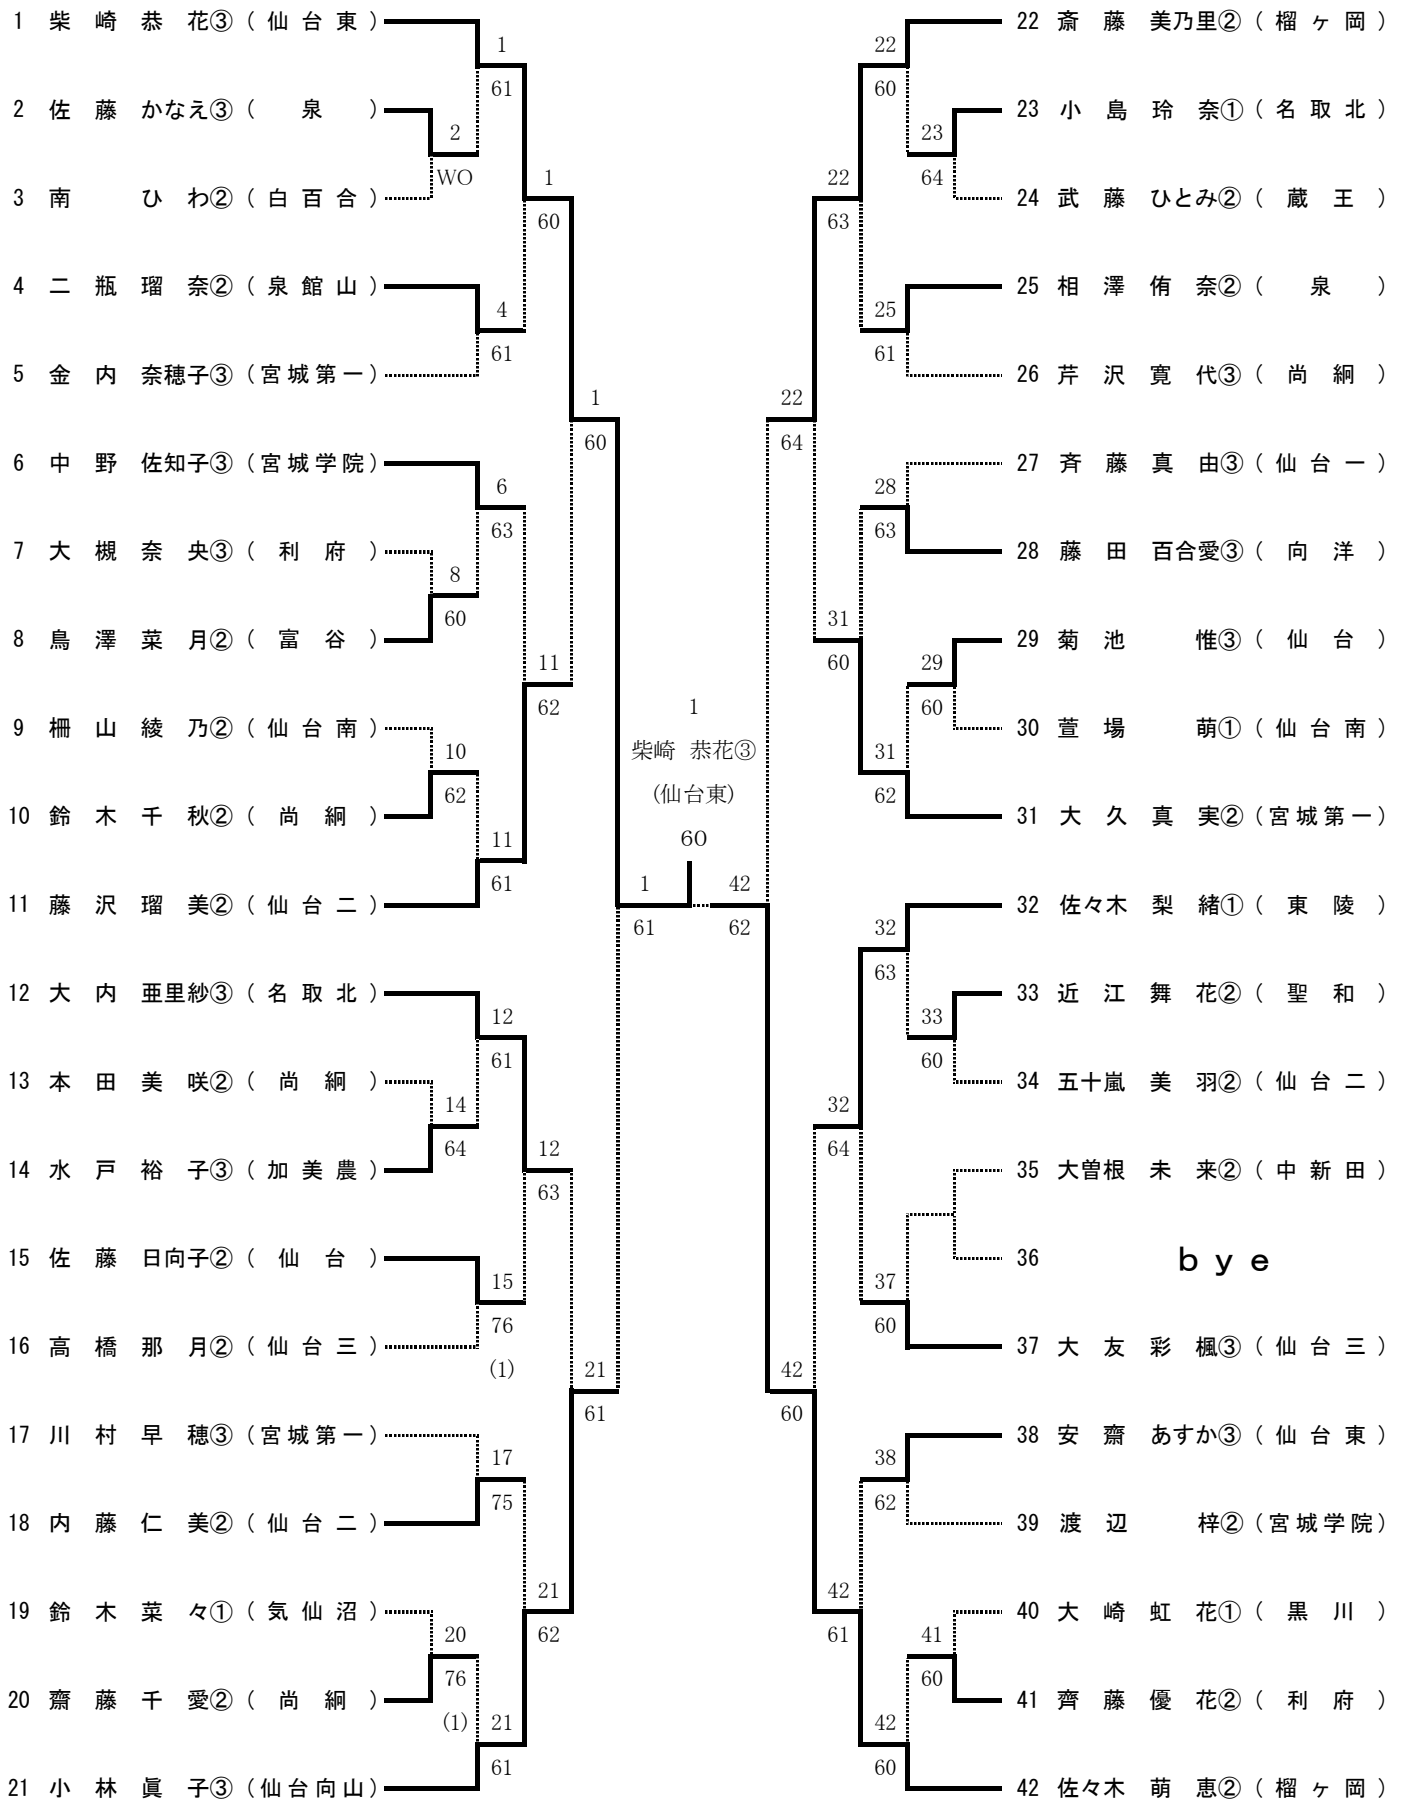 1 柴 崎 恭 花③ ( 仙 台 東 )
2 佐 藤 かなえ③ ( 泉 )
3 南 ひ わ② ( 白 百 合 )
4 二 瓶 瑠 奈② ( 泉 館 山 )
5 金 内 奈穂子③ ( 宮城第一 )
6 中 野 佐知子③ ( 宮城学院 )
7 大 槻 奈 央③ ( 利 府 )
8 鳥 澤 菜 月② ( 富 谷 )
9 柵 山 綾 乃② ( 仙 台 南 )
10 鈴 木 千 秋② ( 尚 絅 )
11 藤 沢 瑠 美② ( 仙 台 二 )
12 大 内 亜里紗③ ( 名 取 北 )
13 本 田 美 咲② ( 尚 絅 )
14 水 戸 裕 子③ ( 加 美 農 )
15 佐 藤 日向子② ( 仙 台 )
16 高 橋 那 月② ( 仙 台 三 )
17 川 村 早 穂③ ( 宮城第一 )
18 内 藤 仁 美② ( 仙 台 二 )
19 鈴 木 菜 々① ( 気 仙 沼 )
20 齋 藤 千 愛② ( 尚 絅 )
21 小 林 眞 子③ ( 仙台向山 )
2
WO
8
60
10
62
14
64
20
76
(1)
1
61
4
61
6
63
11
61
12
61
15
76
(1)
17
75
21
61
1
60
11
62
12
63
21
62
1
60
21
61
1
61
1
柴崎 恭花③
(仙台東)
60
42
62
22
64
42
60
22
63
31
60
32
64
42
61
22
60
25
61
28
63
31
62
32
63
37
60
38
62
42
60
23
64
29
60
33
60
41
60
22 斎 藤 美乃里② ( 榴 ヶ 岡 )
23 小 島 玲 奈① ( 名 取 北 )
24 武 藤 ひとみ② ( 蔵 王 )
25 相 澤 侑 奈② ( 泉 )
26 芹 沢 寛 代③ ( 尚 絅 )
27 斉 藤 真 由③ ( 仙 台 一 )
28 藤 田 百合愛③ ( 向 洋 )
29 菊 池 惟③ ( 仙 台 )
30 萱 場 萌① ( 仙 台 南 )
31 大 久 真 実② ( 宮城第一 )
32 佐々木 梨 緒① ( 東 陵 )
33 近 江 舞 花② ( 聖 和 )
34 五十嵐 美 羽② ( 仙 台 二 )
35 大曽根 未 来② ( 中 新 田 )
36 ｂｙｅ
37 大 友 彩 楓③ ( 仙 台 三 )
38 安 齋 あすか③ ( 仙 台 東 )
39 渡 辺 梓② ( 宮城学院 )
40 大 崎 虹 花① ( 黒 川 )
41 齊 藤 優 花② ( 利 府 )
42 佐々木 萌 恵② ( 榴 ヶ 岡 )